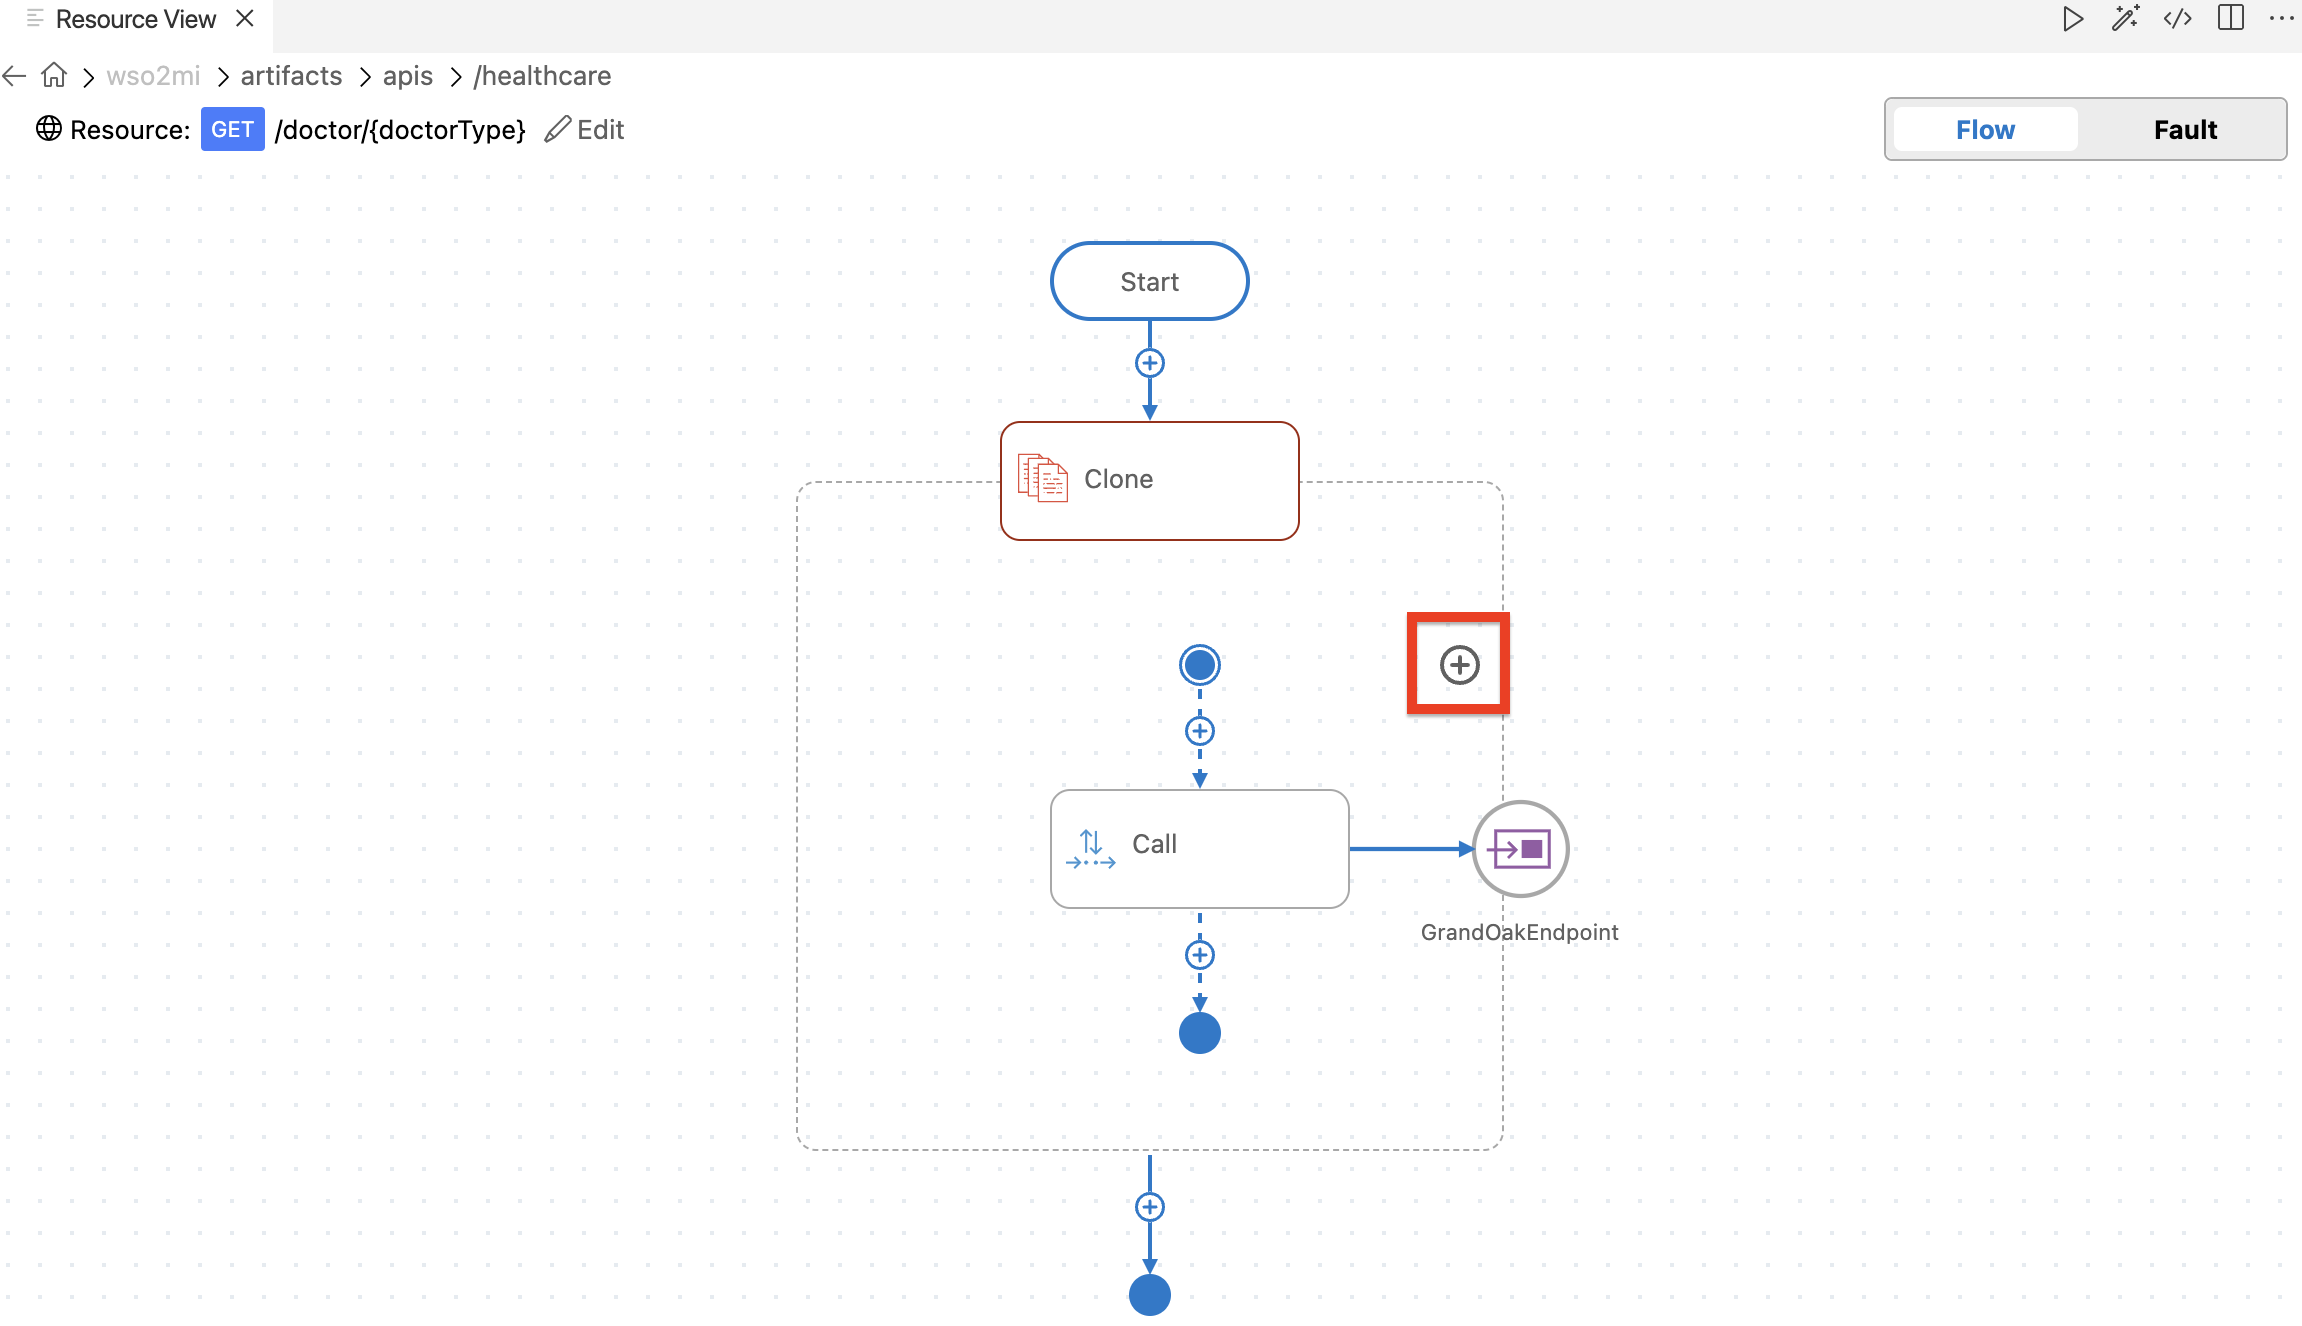 Resource View
wso2mi artifacts apis /healthcare
Resource: GET /doctor/{doctorType} Edit
Flow Fault
Start
Clone
Call
GrandOakEndpoint